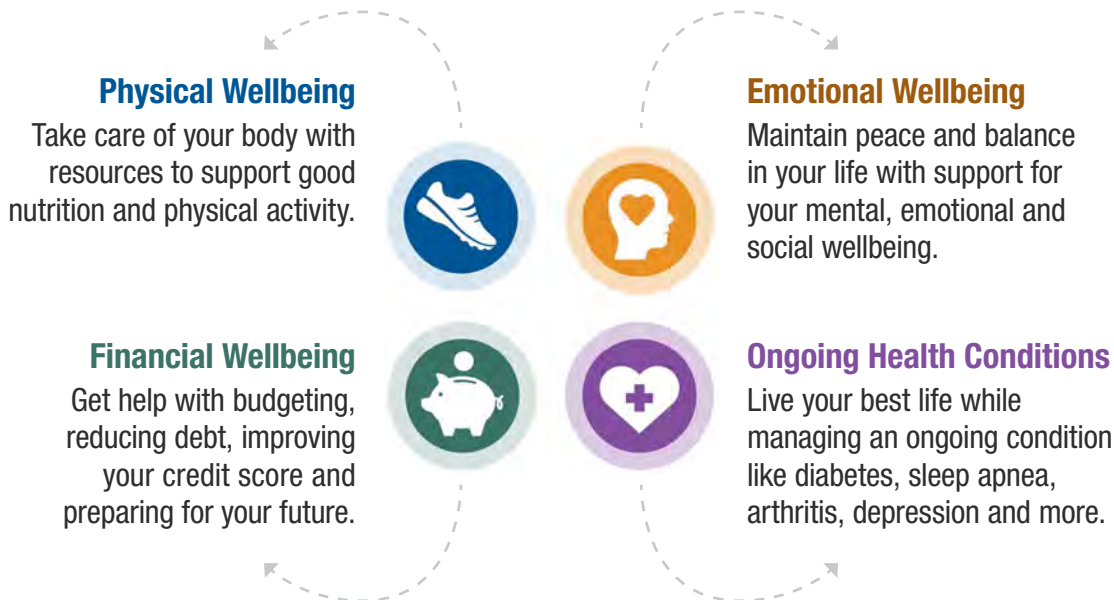 Physical Wellbeing
Take care of your body with
resources to support good
nutrition and physical activity.
Emotional Wellbeing
Maintain peace and balance
in your life with support for
your mental, emotional and
social wellbeing.
Financial Wellbeing
Get help with budgeting,
reducing debt, improving
your credit score and
preparing for your future.
Ongoing Health Conditions
Live your best life while
managing an ongoing condition
like diabetes, sleep apnea,
arthritis, depression and more.